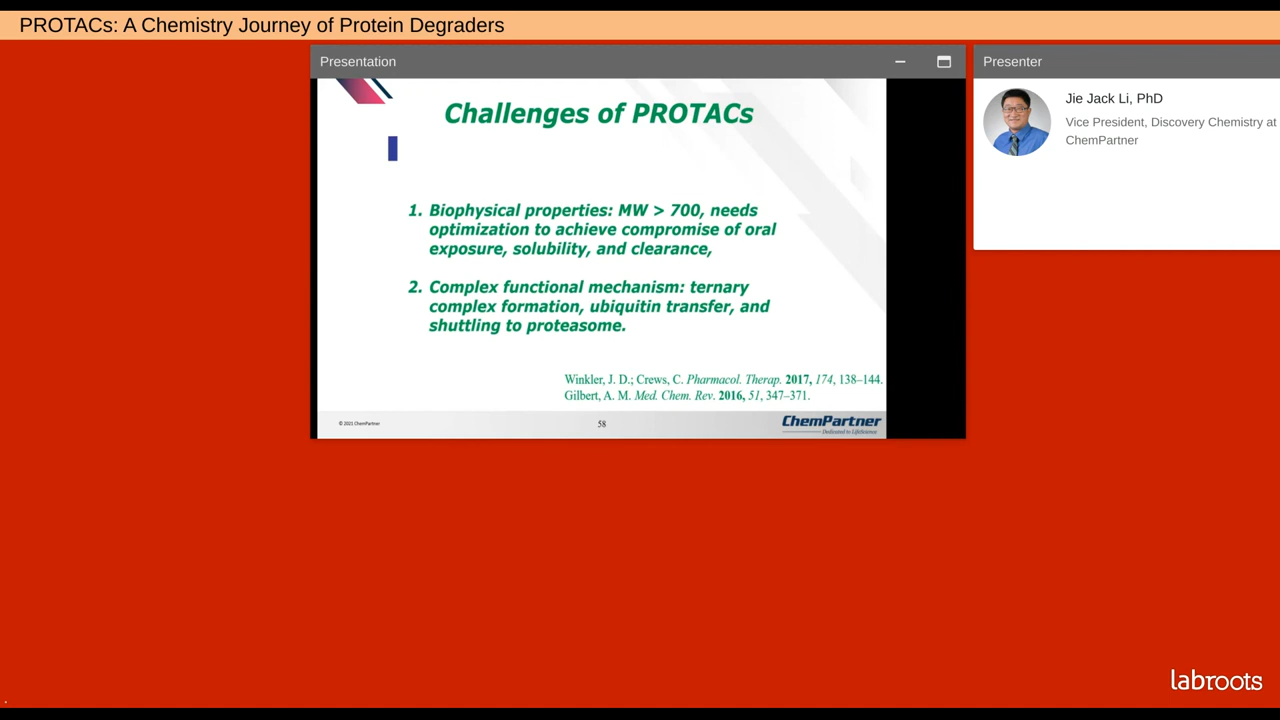 PROTACs: A Chemistry Journey of Protein Degraders
Presentation
Challenges of PROTACs
1. Biophysical properties: MW > 700, needs
optimization to achieve compromise of oral
exposure, solubility, and clearance,
2. Complex functional mechanism: ternary
complex formation, ubiquitin transfer, and
shuttling to proteasome.
Winkler, J. D.; Crews, C. Pharmacol. Therap. 2017, 174, 138–144.
Gilbert, A. M. Med. Chem. Rev. 2016, 51, 347–371.
© 2021 ChemPartner
58
ChemPartner
Dedicated to LifeScience
Presenter
Jie Jack Li, PhD
Vice President, Discovery Chemistry at
ChemPartner
labroots